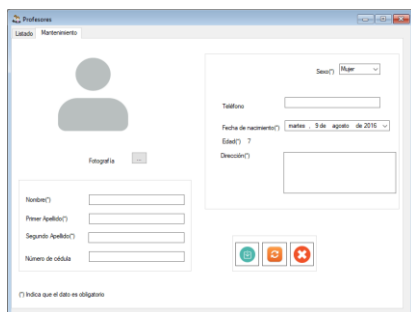 Profesores
Listado Mantenimiento
Sexo(*) Mujer
Teléfono
Fecha de nacimiento(*) martes , 9 de agosto de 2016
Edad(*) 7
Dirección(*)
Fotografía ...
Nombre(*)
Primer Apellido(*)
Segundo Apellido(*)
Número de cédula
(*) Indica que el dato es obligatorio